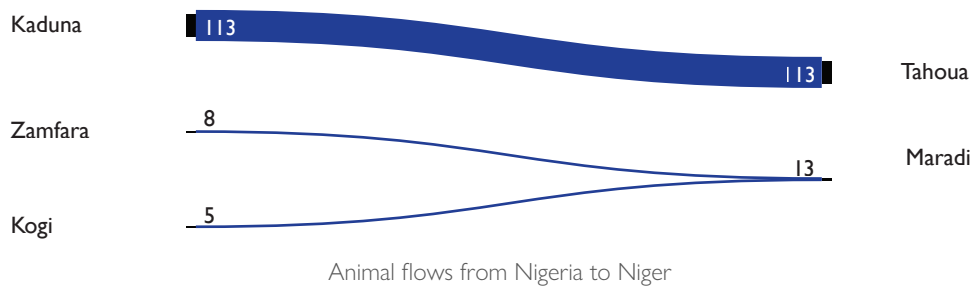 Kaduna
113
113
Tahoua
Zamfara
8
13
Maradi
Kogi
5
Animal flows from Nigeria to Niger